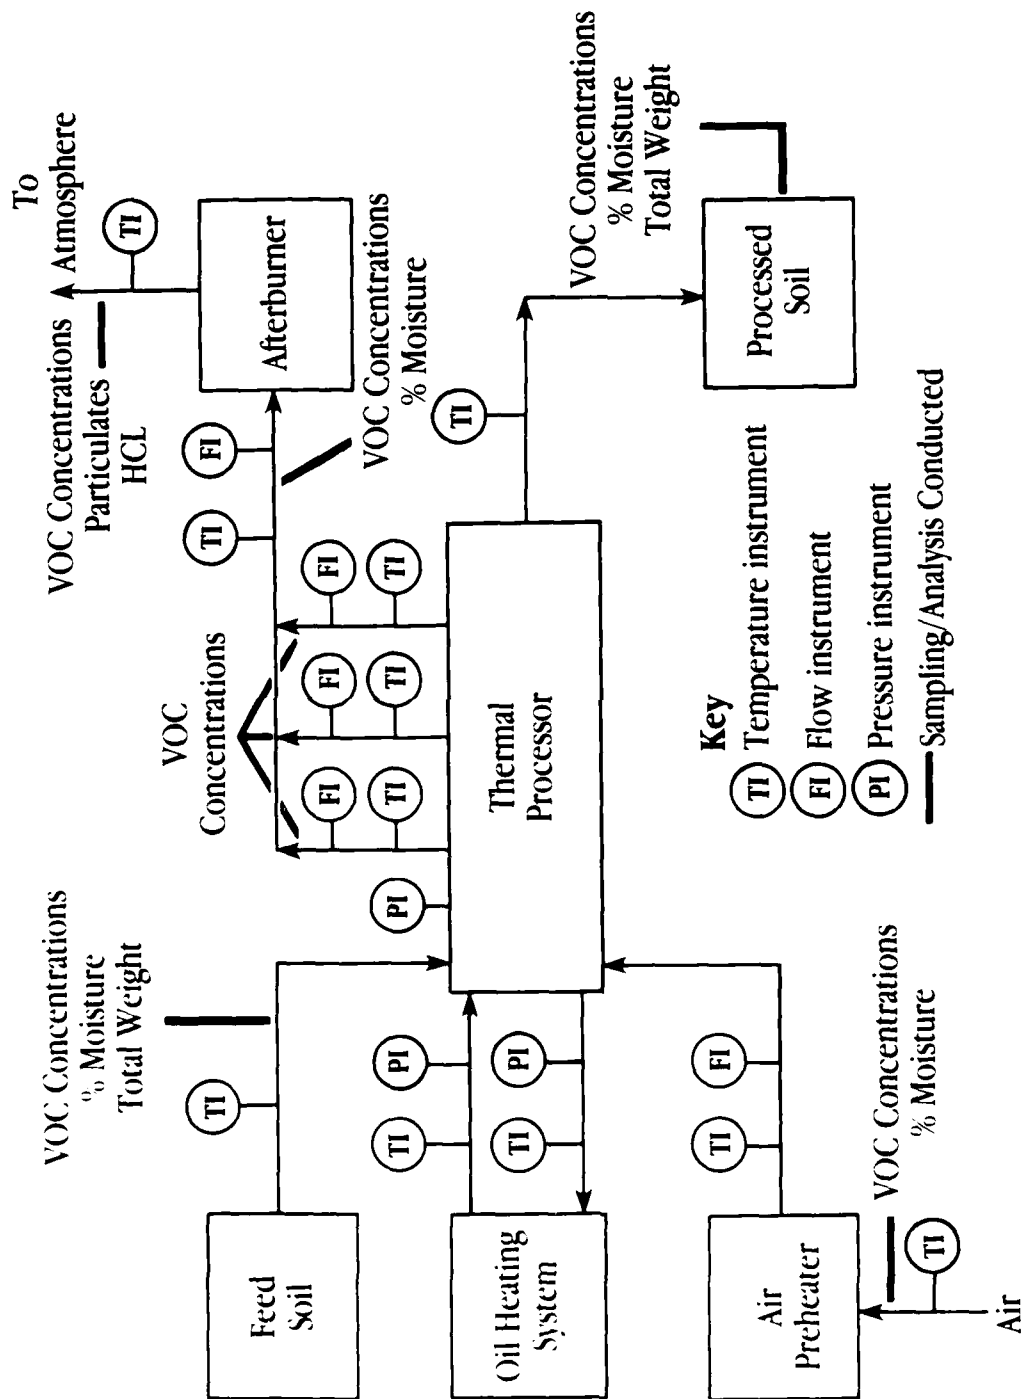 To
Atmosphere
TI
VOC Concentrations
Particulates
HCL
Afterburner
FI
TI
VOC Concentrations
% Moisture
VOC
Concentrations
FI
TI
FI
TI
FI
TI
PI
VOC Concentrations
% Moisture
Total Weight
TI
Feed
Soil
Oil Heating
System
TI
PI
TI
PI
Thermal
Processor
TI
VOC Concentrations
% Moisture
Total Weight
Processed
Soil
Air
Preheater
TI
FI
VOC Concentrations
% Moisture
TI
Air
Key
TI Temperature instrument
FI Flow instrument
PI Pressure instrument
Sampling/Analysis Conducted